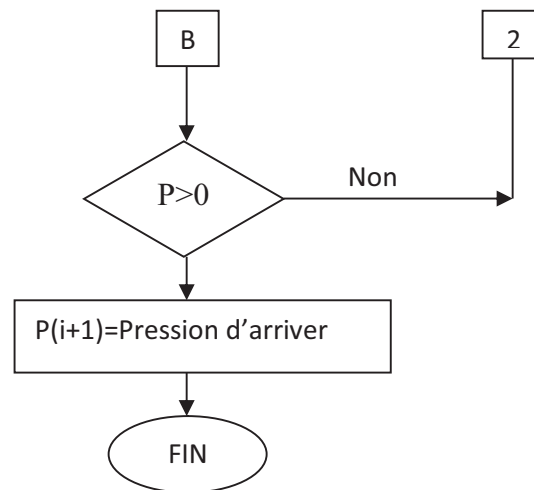 B
2
P>0
Non
P(i+1)=Pression d’arriver
FIN